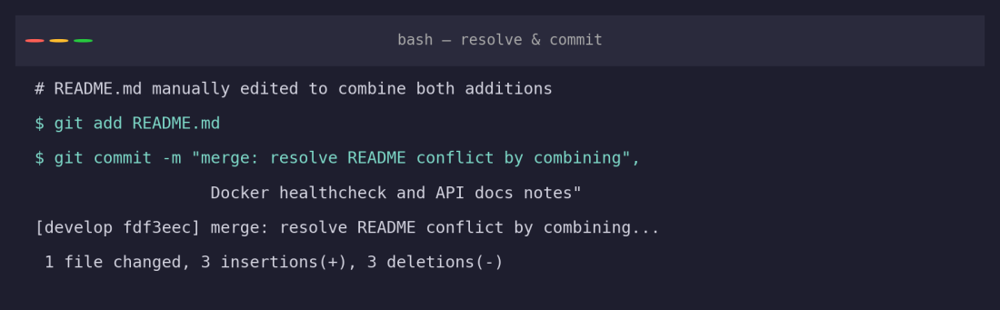 bash — resolve & commit
# README.md manually edited to combine both additions
$ git add README.md
$ git commit -m "merge: resolve README conflict by combining",
Docker healthcheck and API docs notes"
[develop fdf3eec] merge: resolve README conflict by combining...
1 file changed, 3 insertions(+), 3 deletions(-)